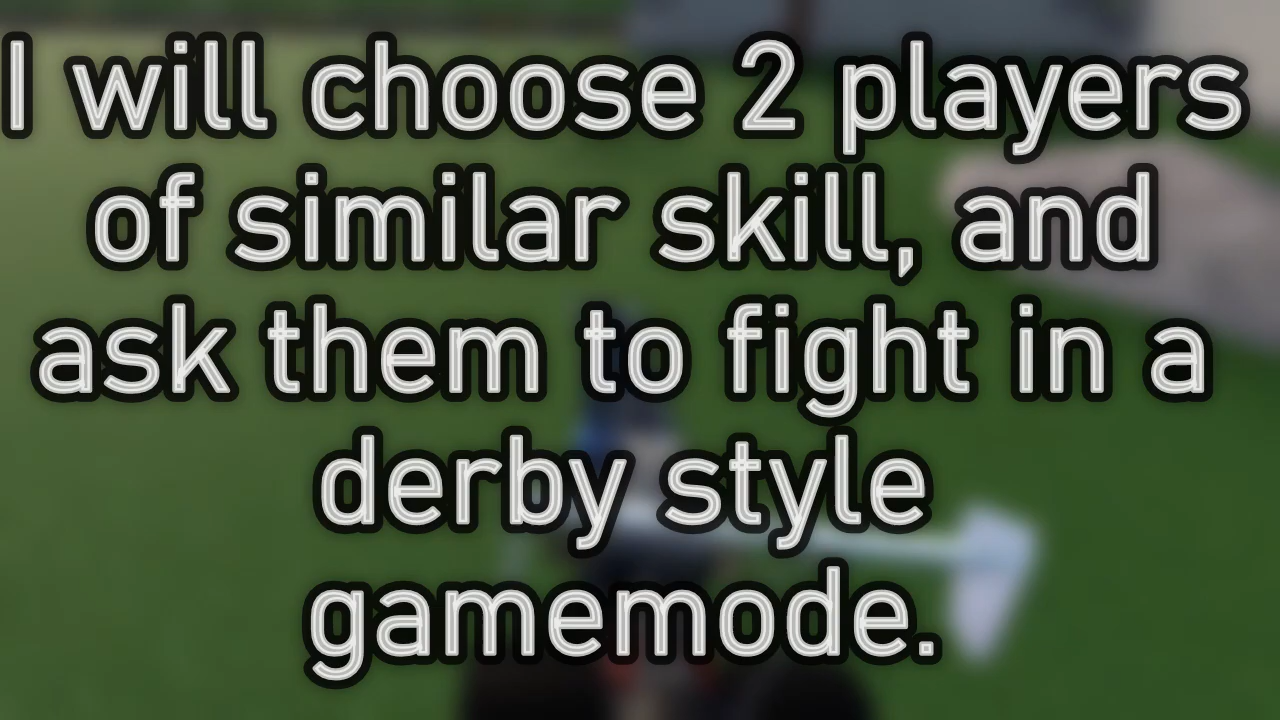 I will choose 2 players
of similar skill, and
ask them to fight in a
derby style
gamemode.